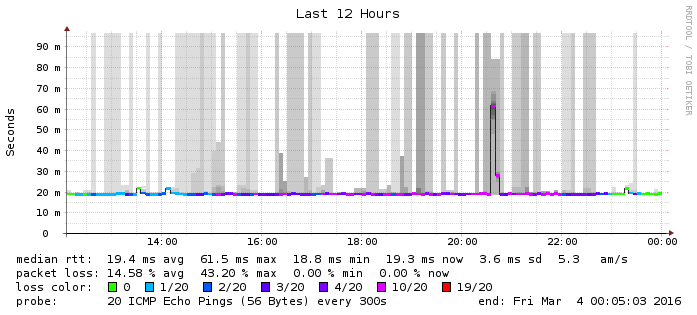 Last 12 Hours
RRDTOOL / TOBI OETIKER
Seconds
90 m
80 m
70 m
60 m
50 m
40 m
30 m
20 m
10 m
0
14:00 16:00 18:00 20:00 22:00 00:00
median rtt: 19.4 ms avg 61.5 ms max 18.8 ms min 19.3 ms now 3.6 ms sd 5.3 am/s
packet loss: 14.58 % avg 43.20 % max 0.00 % min 0.00 % now
loss color: 0 1/20 2/20 3/20 4/20 10/20 19/20
probe: 20 ICMP Echo Pings (56 Bytes) every 300s end: Fri Mar 4 00:05:03 2016